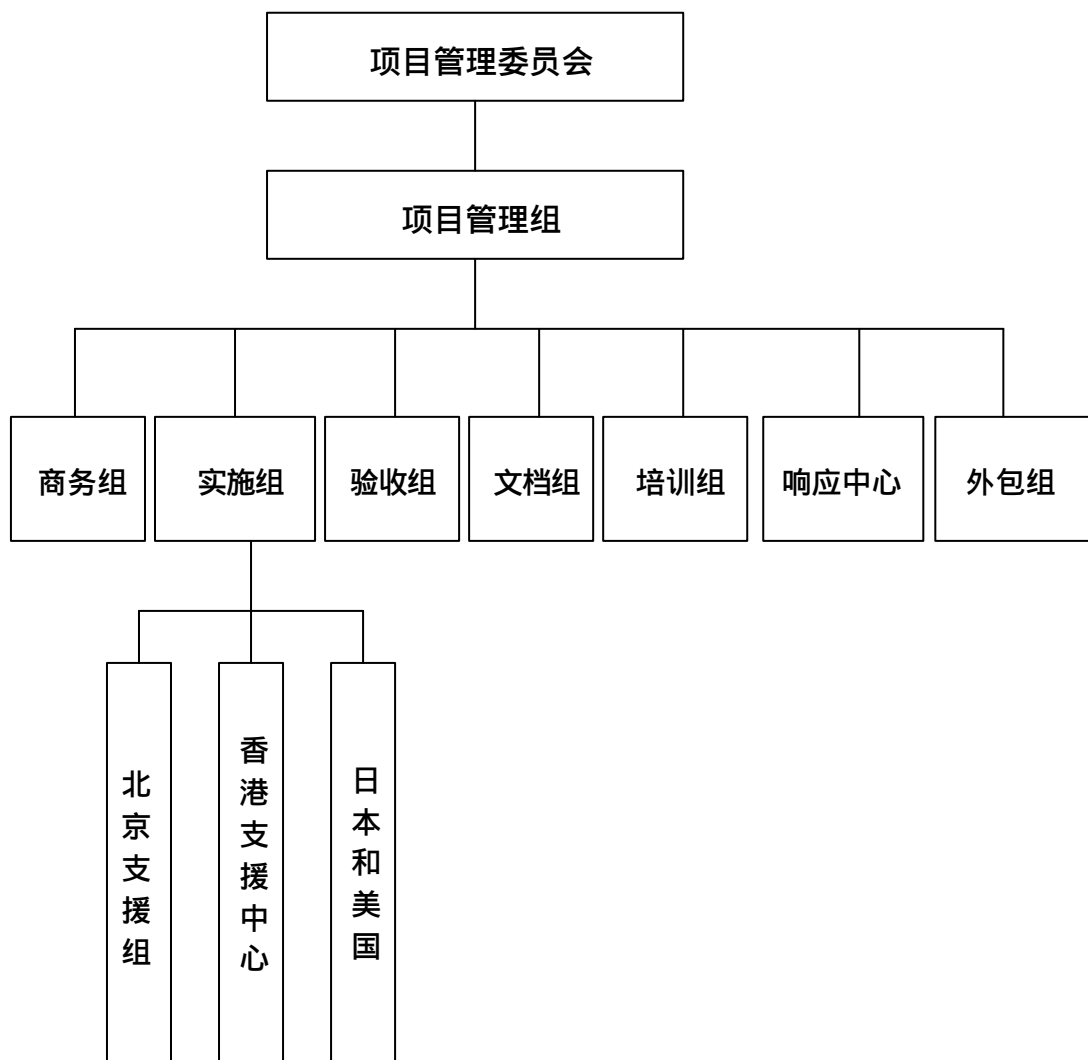 项目管理委员会
项目管理组
商务组
实施组
验收组
文档组
培训组
响应中心
外包组
北京支援组
香港支援中心
日本和美国